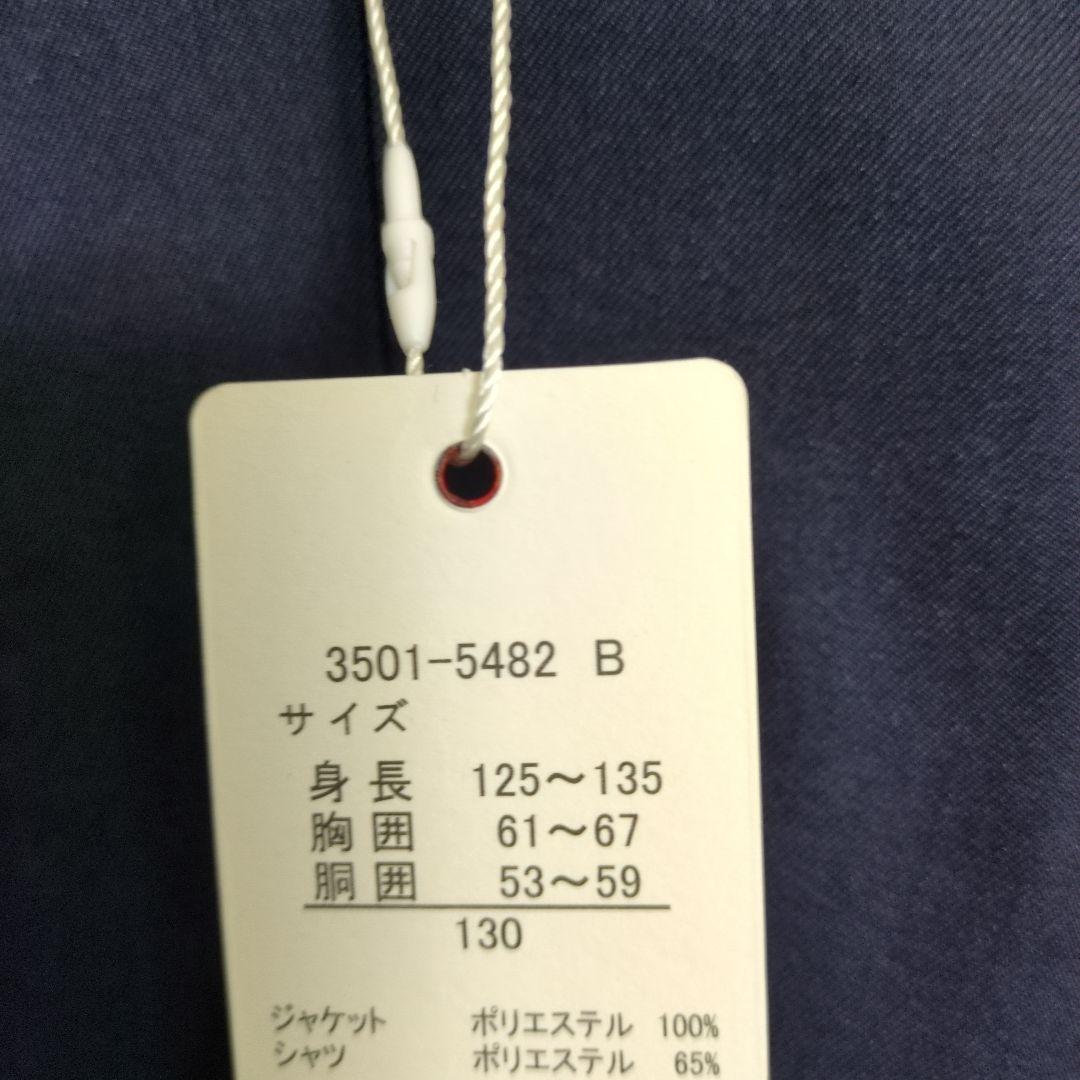 3501-5482 B
サイズ
身長 125～135
胸囲 61～67
胴囲 53～59
130
ジャケット ポリエステル 100%
シャツ ポリエステル 65%